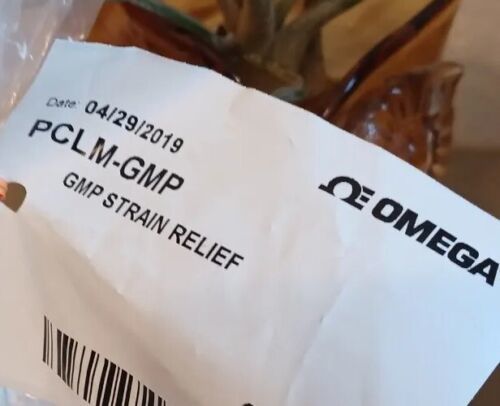 Date: 04/29/2019
PCLM-GMP
GMP STRAIN RELIEF
OMEGA